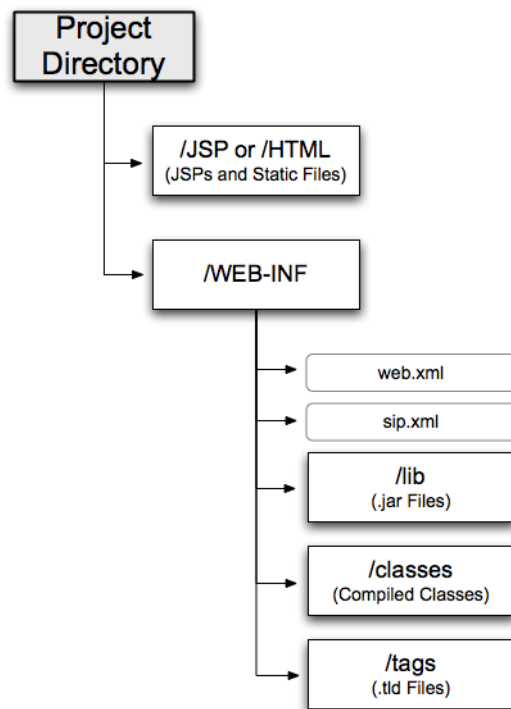 Project
Directory
/JSP or /HTML
(JSPs and Static Files)
/WEB-INF
web.xml
sip.xml
/lib
(.jar Files)
/classes
(Compiled Classes)
/tags
(.tld Files)